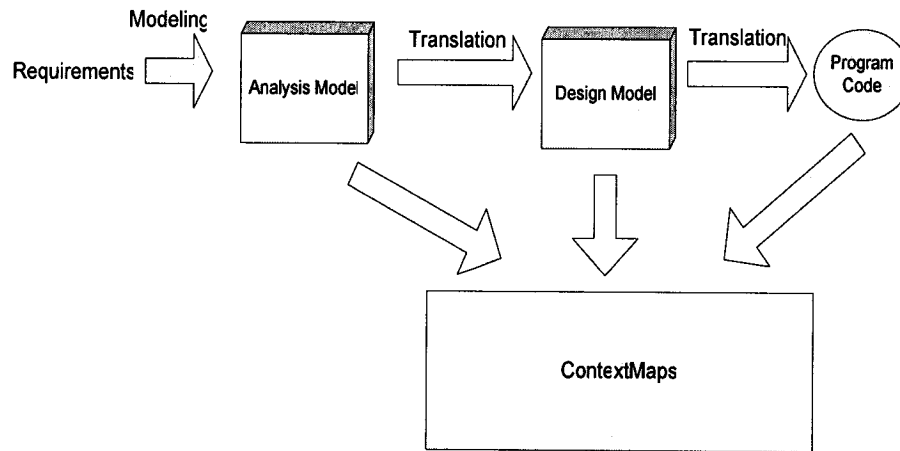 Modeling
Requirements
Analysis Model
Translation
Design Model
Translation
Program
Code
ContextMaps